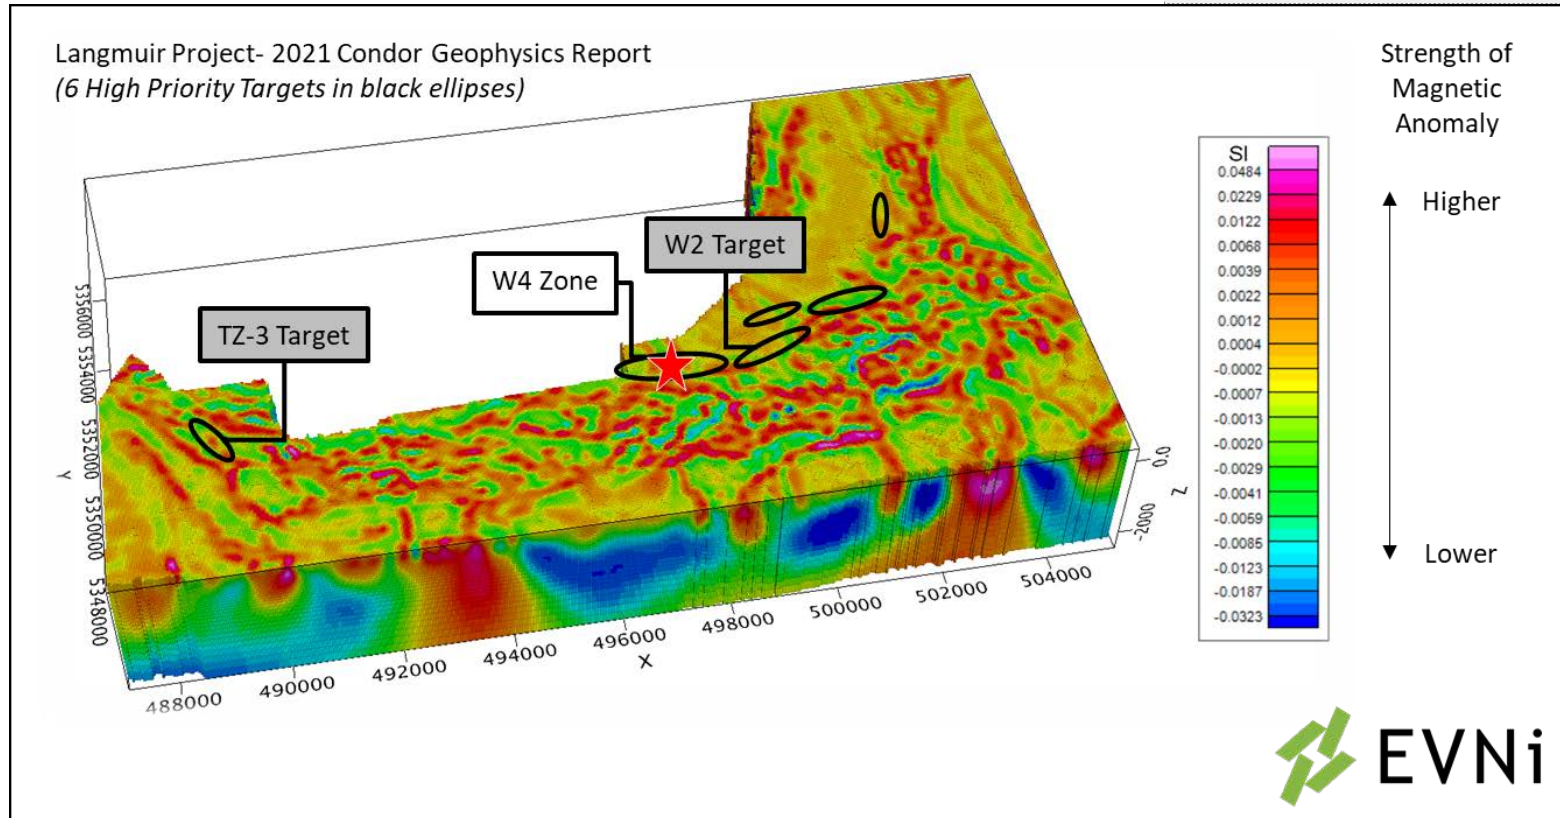 Langmuir Project- 2021 Condor Geophysics Report
(6 High Priority Targets in black ellipses)
Strength of
Magnetic
Anomaly
Higher
Lower
SI
0.0484
0.0229
0.0122
0.0068
0.0039
0.0022
0.0012
0.0004
-0.0002
-0.0007
-0.0013
-0.0020
-0.0029
-0.0041
-0.0059
-0.0085
-0.0123
-0.0187
-0.0323
W2 Target
W4 Zone
TZ-3 Target
5356000
5354000
5352000
5350000
5348000
Y
0.0
-2000
Z
488000
490000
492000
494000
496000
498000
500000
502000
504000
X
EVNi